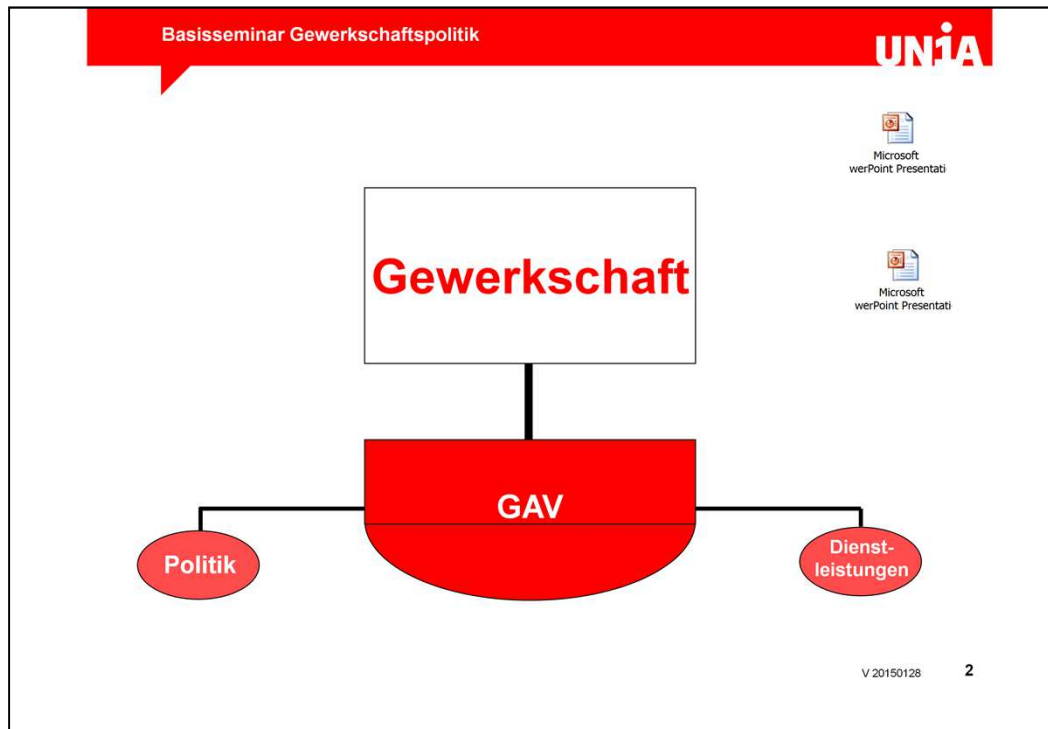 Basisseminar Gewerkschaftspolitik
UNiA
Microsoft
werPoint Presentati
Gewerkschaft
Microsoft
werPoint Presentati
GAV
Politik
Dienst-
leistungen
V 20150128 2